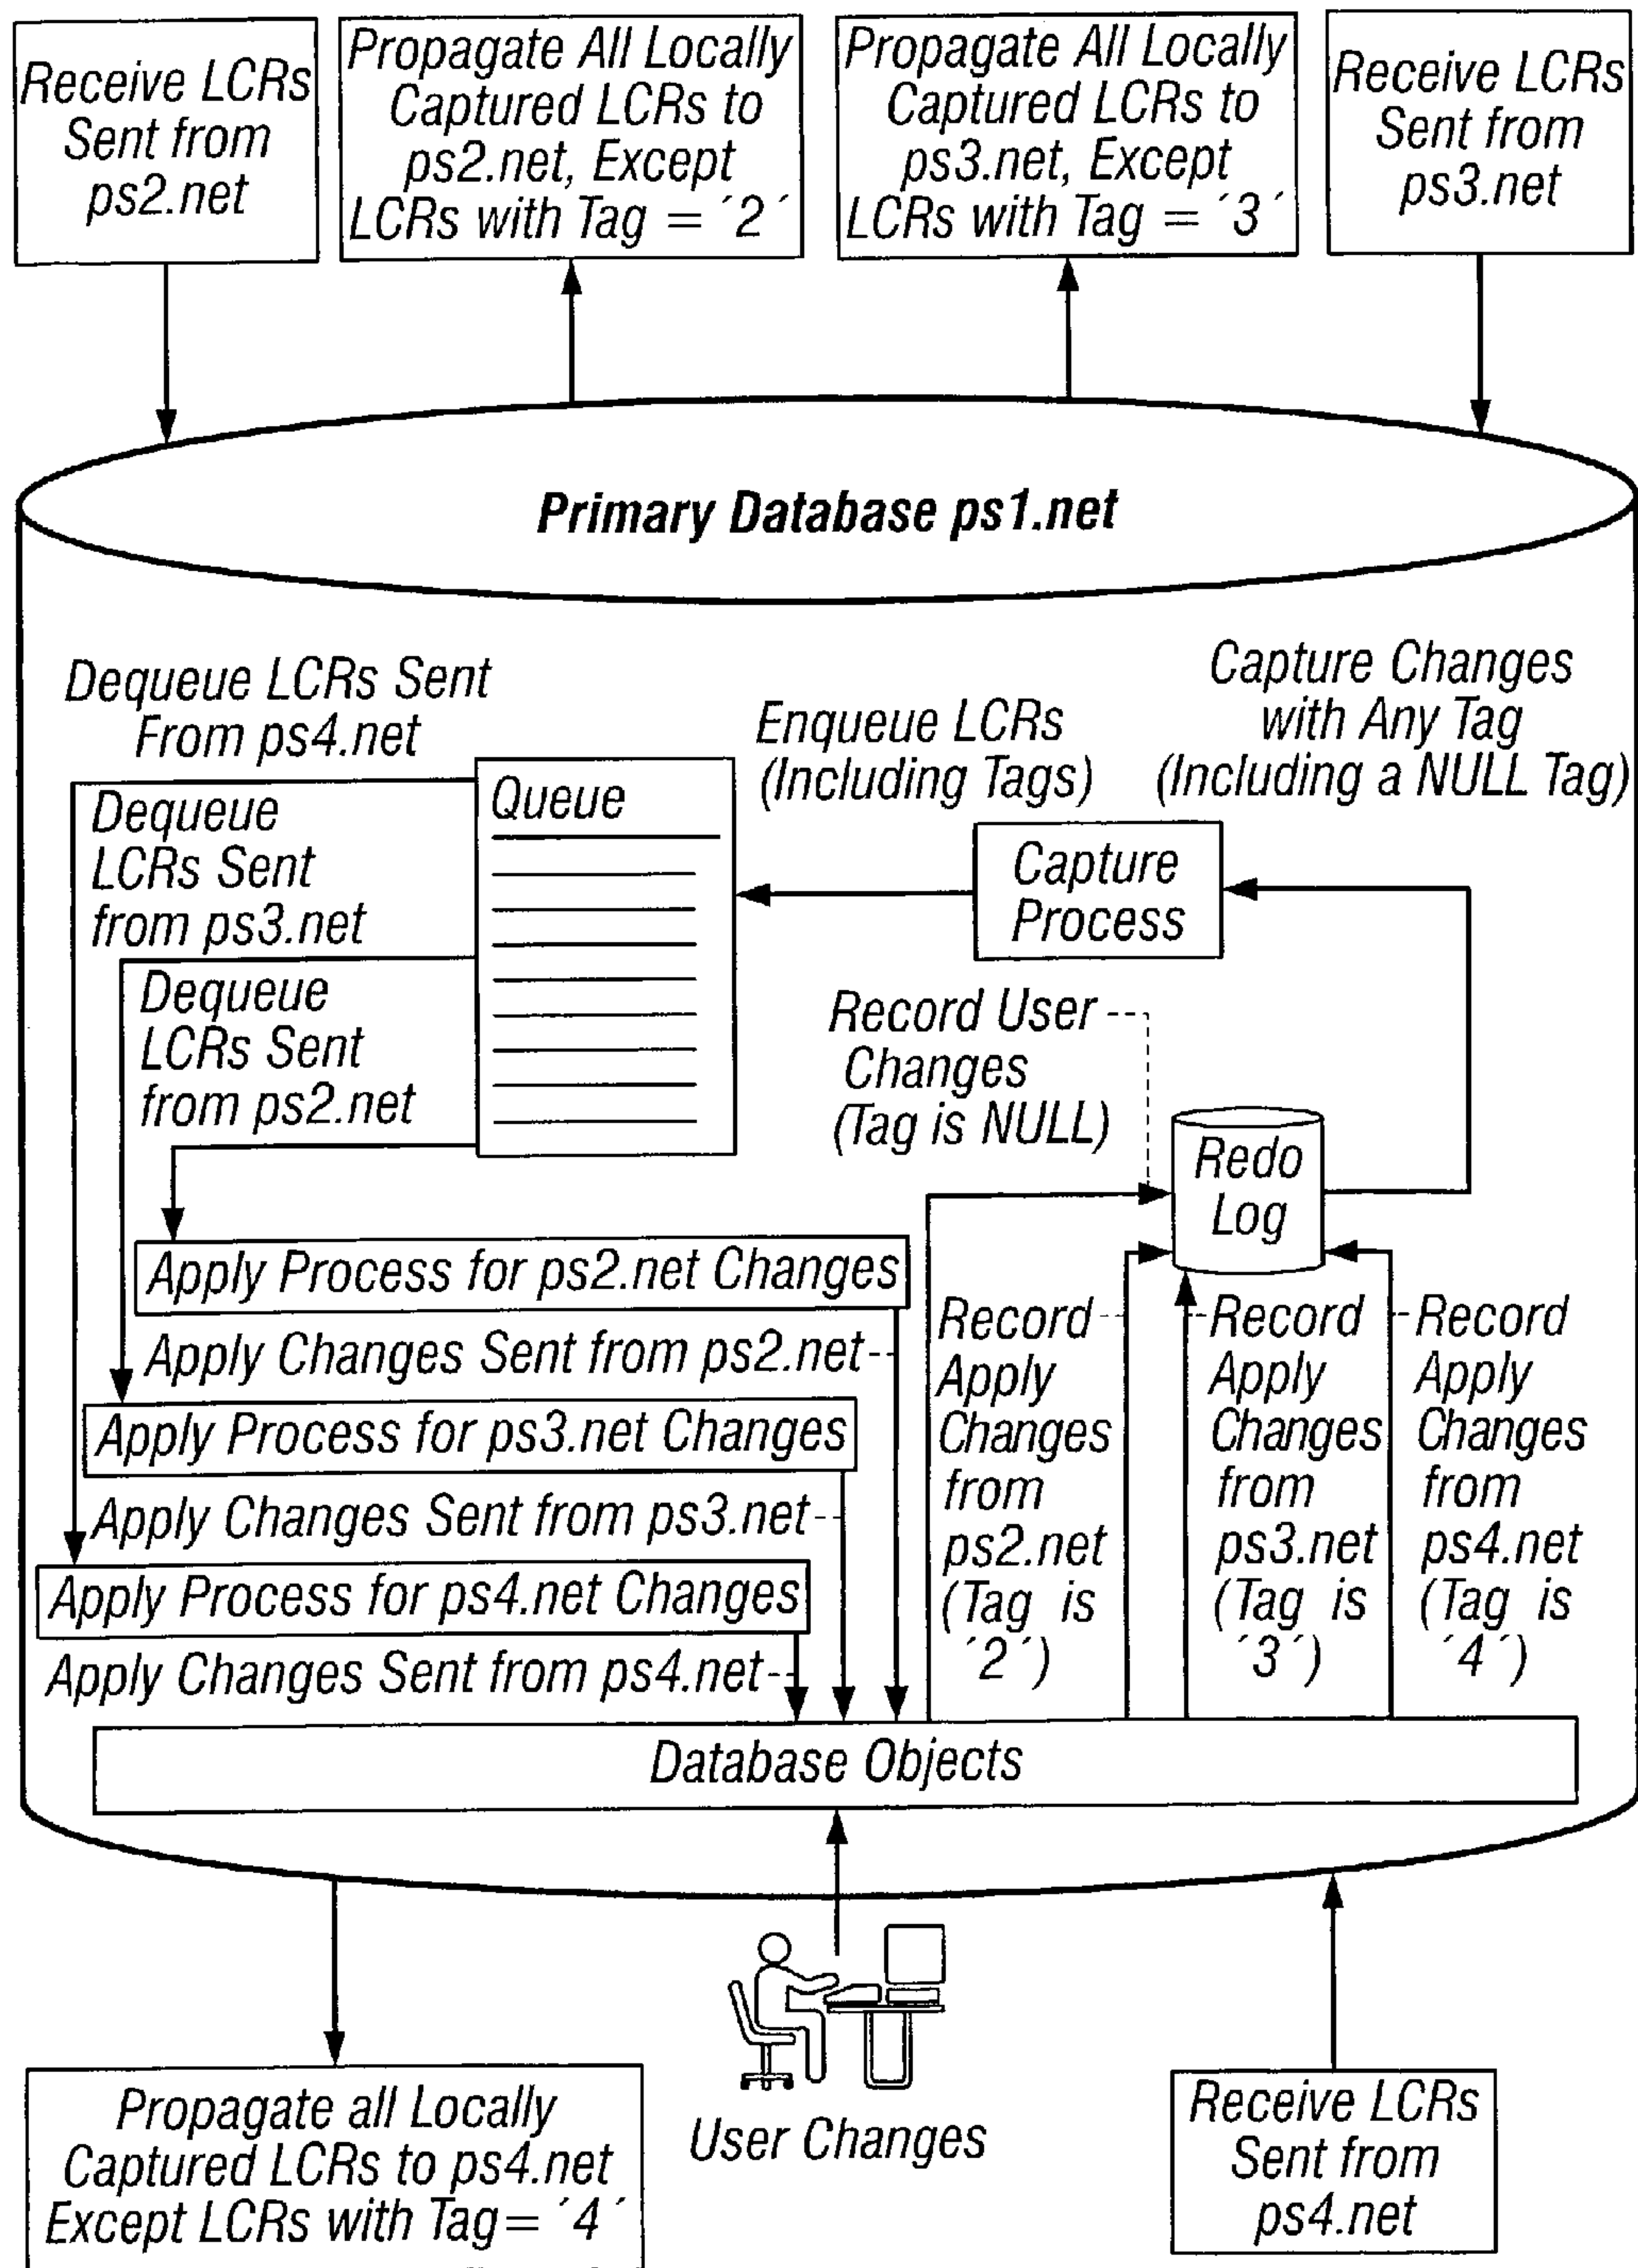 Receive LCRs
Sent from
ps2.net
Propagate All Locally
Captured LCRs to
ps2.net, Except
LCRs with Tag = ´2´
Propagate All Locally
Captured LCRs to
ps3.net, Except
LCRs with Tag = ´3´
Receive LCRs
Sent from
ps3.net
Primary Database ps1.net
Dequeue LCRs Sent
From ps4.net
Enqueue LCRs
(Including Tags)
Capture Changes
with Any Tag
(Including a NULL Tag)
Dequeue
LCRs Sent
from ps3.net
Queue
Capture
Process
Dequeue
LCRs Sent
from ps2.net
Record User
Changes
(Tag is NULL)
Redo
Log
Apply Process for ps2.net Changes
Apply Changes Sent from ps2.net
Apply Process for ps3.net Changes
Apply Changes Sent from ps3.net
Apply Process for ps4.net Changes
Apply Changes Sent from ps4.net
Record
Apply
Changes
from
ps2.net
(Tag is
´2´)
Record
Apply
Changes
from
ps3.net
(Tag is
´3´)
Record
Apply
Changes
from
ps4.net
(Tag is
´4´)
Database Objects
User Changes
Propagate all Locally
Captured LCRs to ps4.net
Except LCRs with Tag= ´4´
Receive LCRs
Sent from
ps4.net